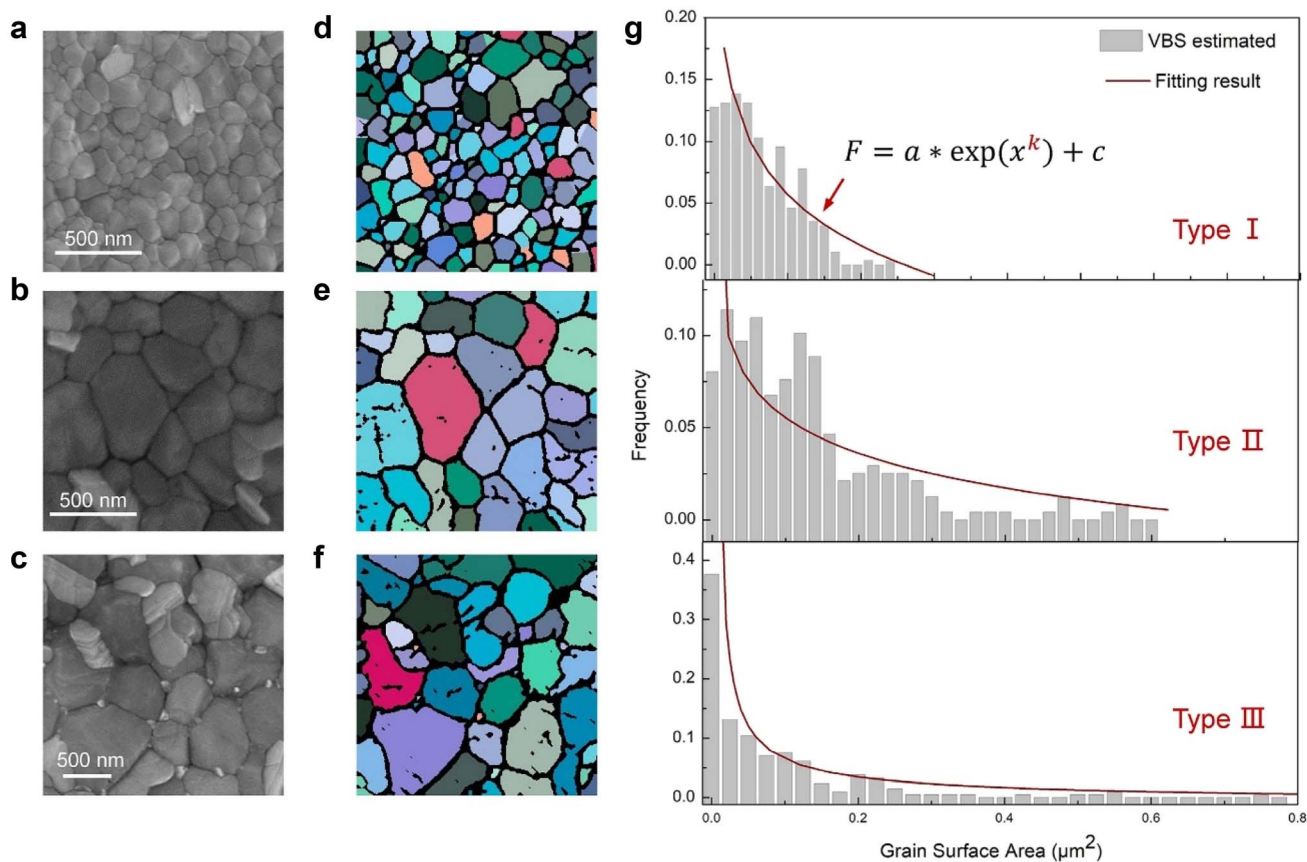 a
500 nm
b
500 nm
c
500 nm
d
e
f
g
0.20
0.15
0.10
0.05
0.00
VBS estimated
Fitting result
F = a * exp(xᵏ) + c
Type Ⅰ
0.10
0.05
0.00
Type Ⅱ
Frequency
0.4
0.3
0.2
0.1
0.0
Type Ⅲ
0.0 0.2 0.4 0.6 0.8
Grain Surface Area (μm²)